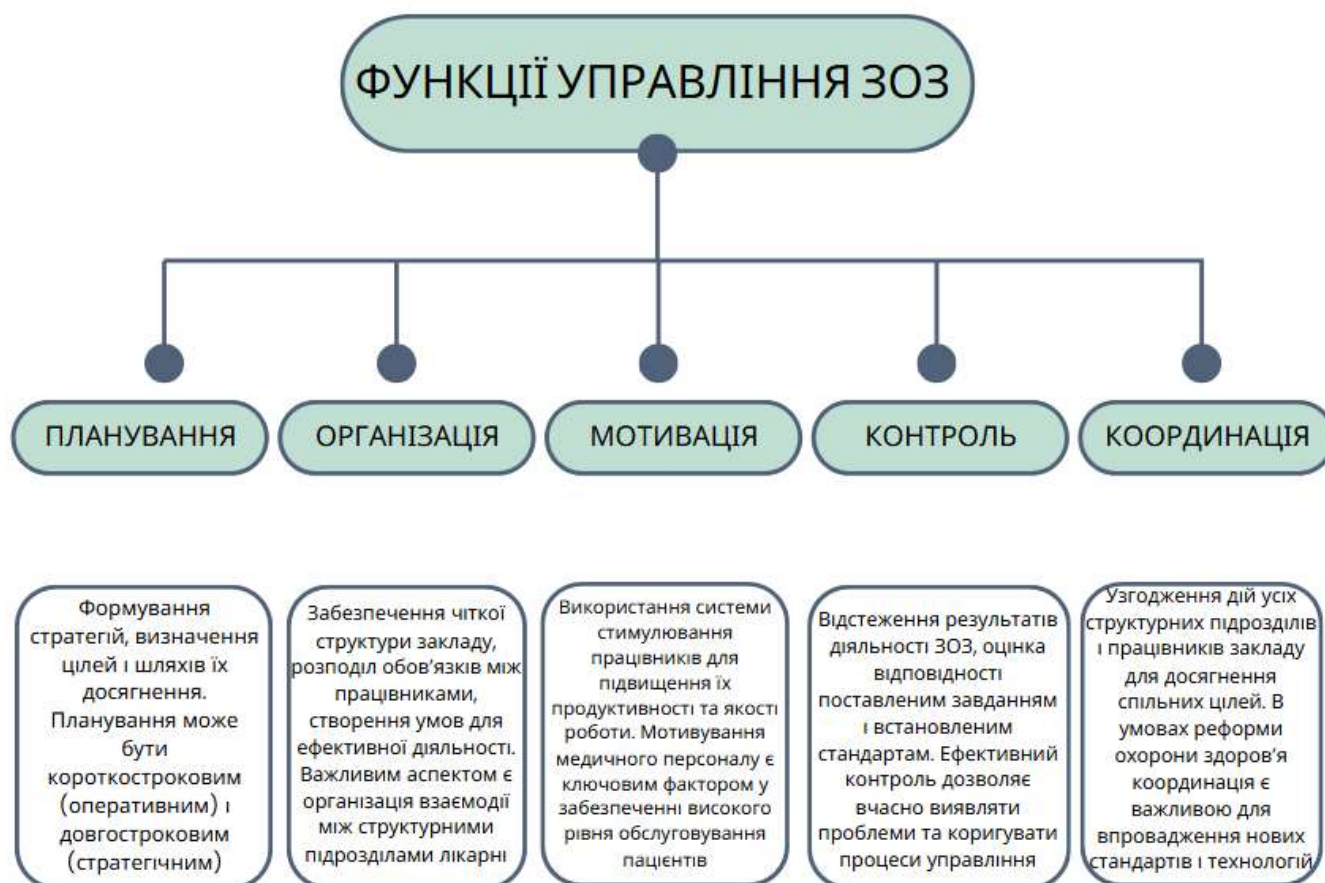 ФУНКЦІЇ УПРАВЛІННЯ ЗОЗ
ПЛАНУВАННЯ
ОРГАНІЗАЦІЯ
МОТИВАЦІЯ
КОНТРОЛЬ
КООРДИНАЦІЯ
Формування
стратегій, визначення
цілей і шляхів їх
досягнення.
Планування може
бути
короткостроковим
(оперативним) і
довгостроковим
(стратегічним)
Забезпечення чіткої
структури закладу,
розподіл обов’язків між
працівниками,
створення умов для
ефективної діяльності.
Важливим аспектом є
організація взаємодії
між структурними
підрозділами лікарні
Використання системи
стимулювання
працівників для
підвищення їх
продуктивності та якості
роботи. Мотивування
медичного персоналу є
ключовим фактором у
забезпеченні високого
рівня обслуговування
пацієнтів
Відстеження результатів
діяльності ЗОЗ, оцінка
відповідності
поставленим завданням
і встановленим
стандартам. Ефективний
контроль дозволяє
вчасно виявляти
проблеми та коригувати
процеси управління
Узгодження дій усіх
структурних підрозділів
і працівників закладу
для досягнення
спільних цілей. В
умовах реформи
охорони здоров’я
координація є
важливою для
впровадження нових
стандартів і технологій